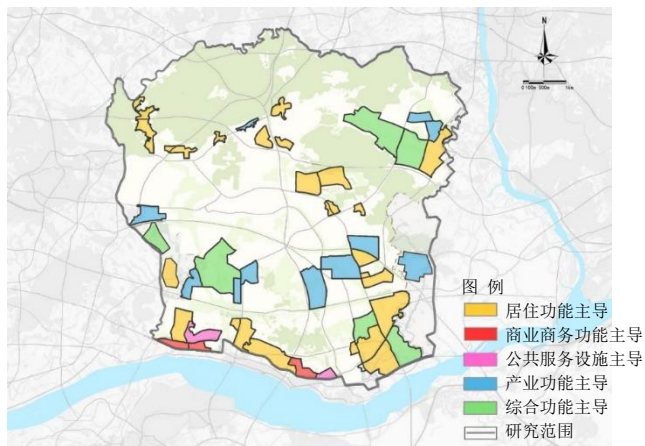 N
图 例
居住功能主导
商业商务功能主导
公共服务设施主导
产业功能主导
综合功能主导
研究范围